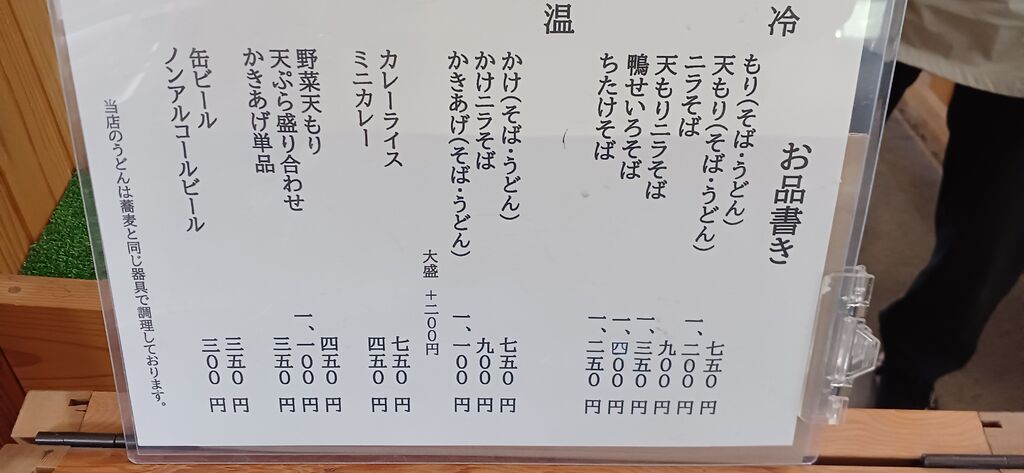 お品書き
冷
もり(そば・うどん) 七五〇円
天もり(そば・うどん) 一、二〇〇円
ニラそば 九〇〇円
天もりニラそば 一、三五〇円
鴨せいろそば 一、四〇〇円
ちたけそば 一、二五〇円
温
かけ(そば・うどん) 七五〇円
かけニラそば 九〇〇円
かきあげ(そば・うどん) 一、一〇〇円
大盛 +二〇〇円
カレーライス 七五〇円
ミニカレー 四五〇円
野菜天もり 四五〇円
天ぷら盛り合わせ 一、一〇〇円
かきあげ単品 三五〇円
缶ビール 三五〇円
ノンアルコールビール 三〇〇円
当店のうどんは蕎麦と同じ器具で調理しております。